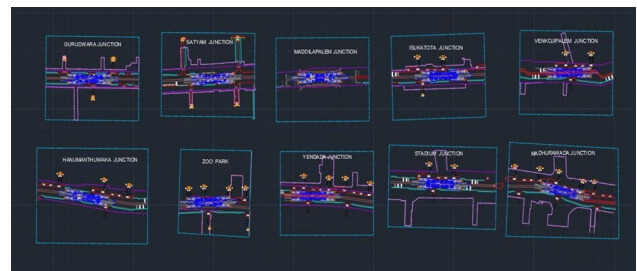 GURUDWARA JUNCTION
SATYAM JUNCTION
MADDILAPALEM JUNCTION
ISUKATOTA JUNCTION
VENKOJIPALEM JUNCTION
HANUMANTHUWAKA JUNCTION
ZOO PARK
YENDADA JUNCTION
STADIUM JUNCTION
MADHURAWADA JUNCTION